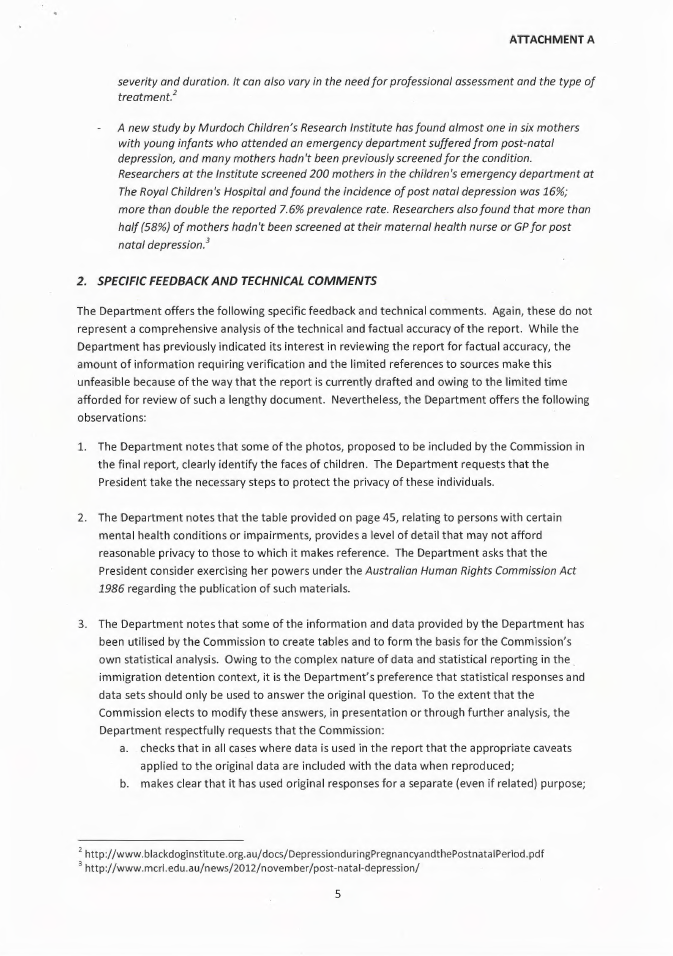 ATTACHMENT A
severity and duration. It can also vary in the need for professional assessment and the type of
treatment.2
- A new study by Murdoch Children's Research Institute has found almost one in six mothers
with young infants who attended an emergency department suffered from post-natal
depression, and many mothers hadn't been previously screened for the condition.
Researchers at the Institute screened 200 mothers in the children's emergency department at
The Royal Children's Hospital and found the incidence of post natal depression was 16%;
more than double the reported 7.6% prevalence rate. Researchers also found that more than
half (58%) of mothers hadn't been screened at their maternal health nurse or GP for post
natal depression.3
2. SPECIFIC FEEDBACK AND TECHNICAL COMMENTS
The Department offers the following specific feedback and technical comments. Again, these do not
represent a comprehensive analysis of the technical and factual accuracy of the report. While the
Department has previously indicated its interest in reviewing the report for factual accuracy, the
amount of information requiring verification and the limited references to sources make this
unfeasible because of the way that the report is currently drafted and owing to the limited time
afforded for review of such a lengthy document. Nevertheless, the Department offers the following
observations:
1. The Department notes that some of the photos, proposed to be included by the Commission in
the final report, clearly identify the faces of children. The Department requests that the
President take the necessary steps to protect the privacy of these individuals.
2. The Department notes that the table provided on page 45, relating to persons with certain
mental health conditions or impairments, provides a level of detail that may not afford
reasonable privacy to those to which it makes reference. The Department asks that the
President consider exercising her powers under the Australian Human Rights Commission Act
1986 regarding the publication of such materials.
3. The Department notes that some of the information and data provided by the Department has
been utilised by the Commission to create tables and to form the basis for the Commission's
own statistical analysis. Owing to the complex nature of data and statistical reporting in the
immigration detention context, it is the Department's preference that statistical responses and
data sets should only be used to answer the original question. To the extent that the
Commission elects to modify these answers, in presentation or through further analysis, the
Department respectfully requests that the Commission:
a. checks that in all cases where data is used in the report that the appropriate caveats
applied to the original data are included with the data when reproduced;
b. makes clear that it has used original responses for a separate (even if related) purpose;
2 http://www.blackdoginstitute.org.au/docs/DepressionduringPregnancyandthePostnatalPeriod.pdf
3 http://www.mcri.edu.au/news/2012/november/post-natal-depression/
5